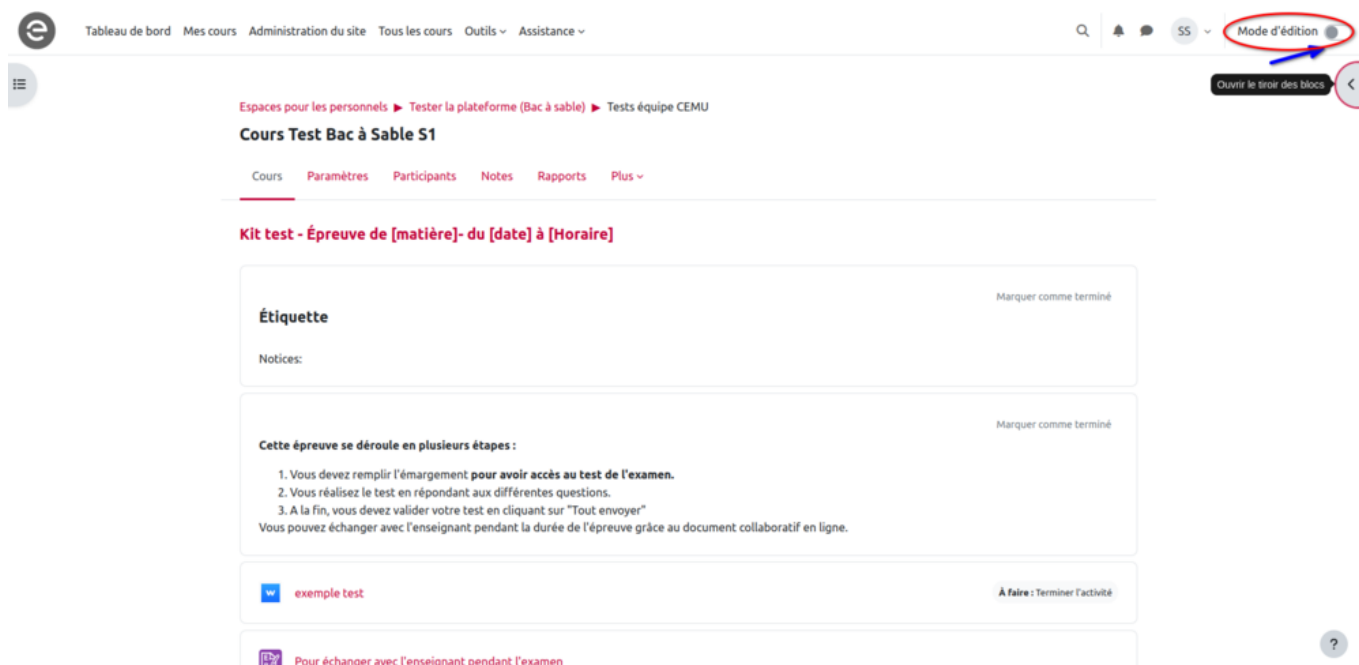 e
Tableau de bord Mes cours Administration du site Tous les cours Outils Assistance SS Mode d'édition
Ouvrir le tiroir des blocs
Espaces pour les personnels ▶ Tester la plateforme (Bac à sable) ▶ Tests équipe CEMU
Cours Test Bac à Sable S1
Cours Paramètres Participants Notes Rapports Plus
Kit test - Épreuve de [matière]- du [date] à [Horaire]
Marquer comme terminé
Étiquette
Notices:
Marquer comme terminé
Cette épreuve se déroule en plusieurs étapes :
1. Vous devez remplir l'émargement pour avoir accès au test de l'examen.
2. Vous réalisez le test en répondant aux différentes questions.
3. A la fin, vous devez valider votre test en cliquant sur "Tout envoyer"
Vous pouvez échanger avec l'enseignant pendant la durée de l'épreuve grâce au document collaboratif en ligne.
w exemple test À faire : Terminer l'activité
Pour échanger avec l'enseignant pendant l'examen
?